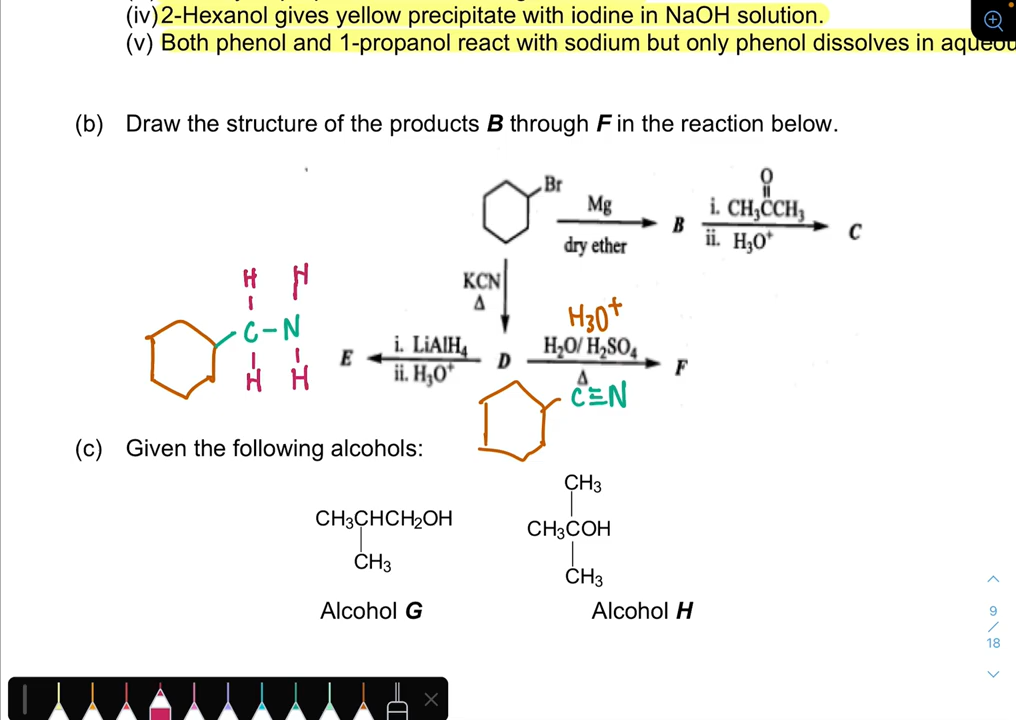 (iv) 2-Hexanol gives yellow precipitate with iodine in NaOH solution.
(v) Both phenol and 1-propanol react with sodium but only phenol dissolves in
(b) Draw the structure of the products B through F in the reaction below.
Br
Mg
dry ether
B
O
i. CH₃CCH₃
ii. H₃O⁺
C
KCN
Δ
H H
C-N
H H
E
i. LiAlH₄
ii. H₃O⁺
D
H₃O⁺
H₂O/ H₂SO₄
Δ
F
C≡N
(c) Given the following alcohols:
CH₃CHCH₂OH
CH₃
Alcohol G
CH₃
CH₃COH
CH₃
Alcohol H
9
/
18